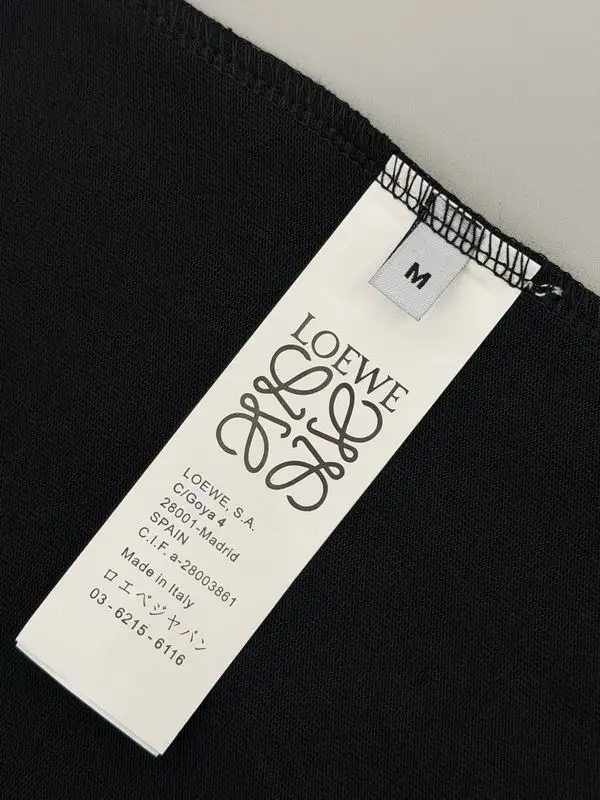 M
LOEWE
LOEWE, S.A.
C/Goya 4
28001-Madrid
SPAIN
C.I.F. a-28003861
Made in Italy
ロエベジャパン
03-6215-6116